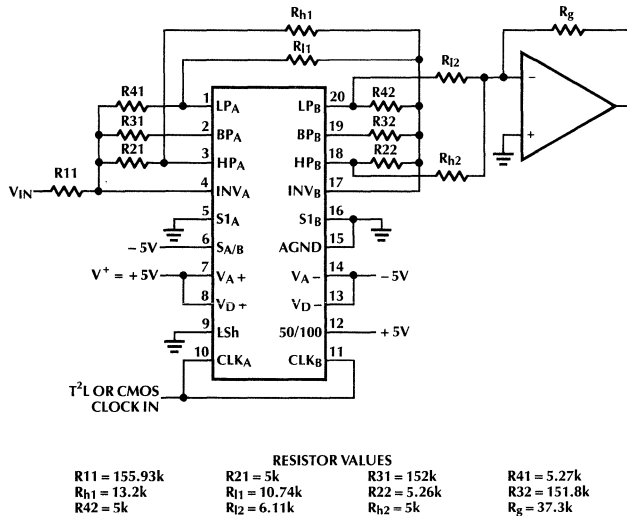 Rh1
Rg
Rl1
Rl2
R41 1 LPA LPB 20 R42 −
R31 2 BPA BPB 19 R32
R21 3 HPA HPB 18 R22 +
Rh2
VIN R11 4 INVA INVB 17
5 S1A S1B 16
−5V 6 SA/B AGND 15
V+ = +5V 7 VA+ VA− 14 −5V
8 VD+ VD− 13
9 LSh 50/100 12 +5V
10 CLKA CLKB 11
T²L OR CMOS
CLOCK IN
RESISTOR VALUES
R11 = 155.93k R21 = 5k R31 = 152k R41 = 5.27k
Rh1 = 13.2k Rl1 = 10.74k R22 = 5.26k R32 = 151.8k
R42 = 5k Rl2 = 6.11k Rh2 = 5k Rg = 37.3k